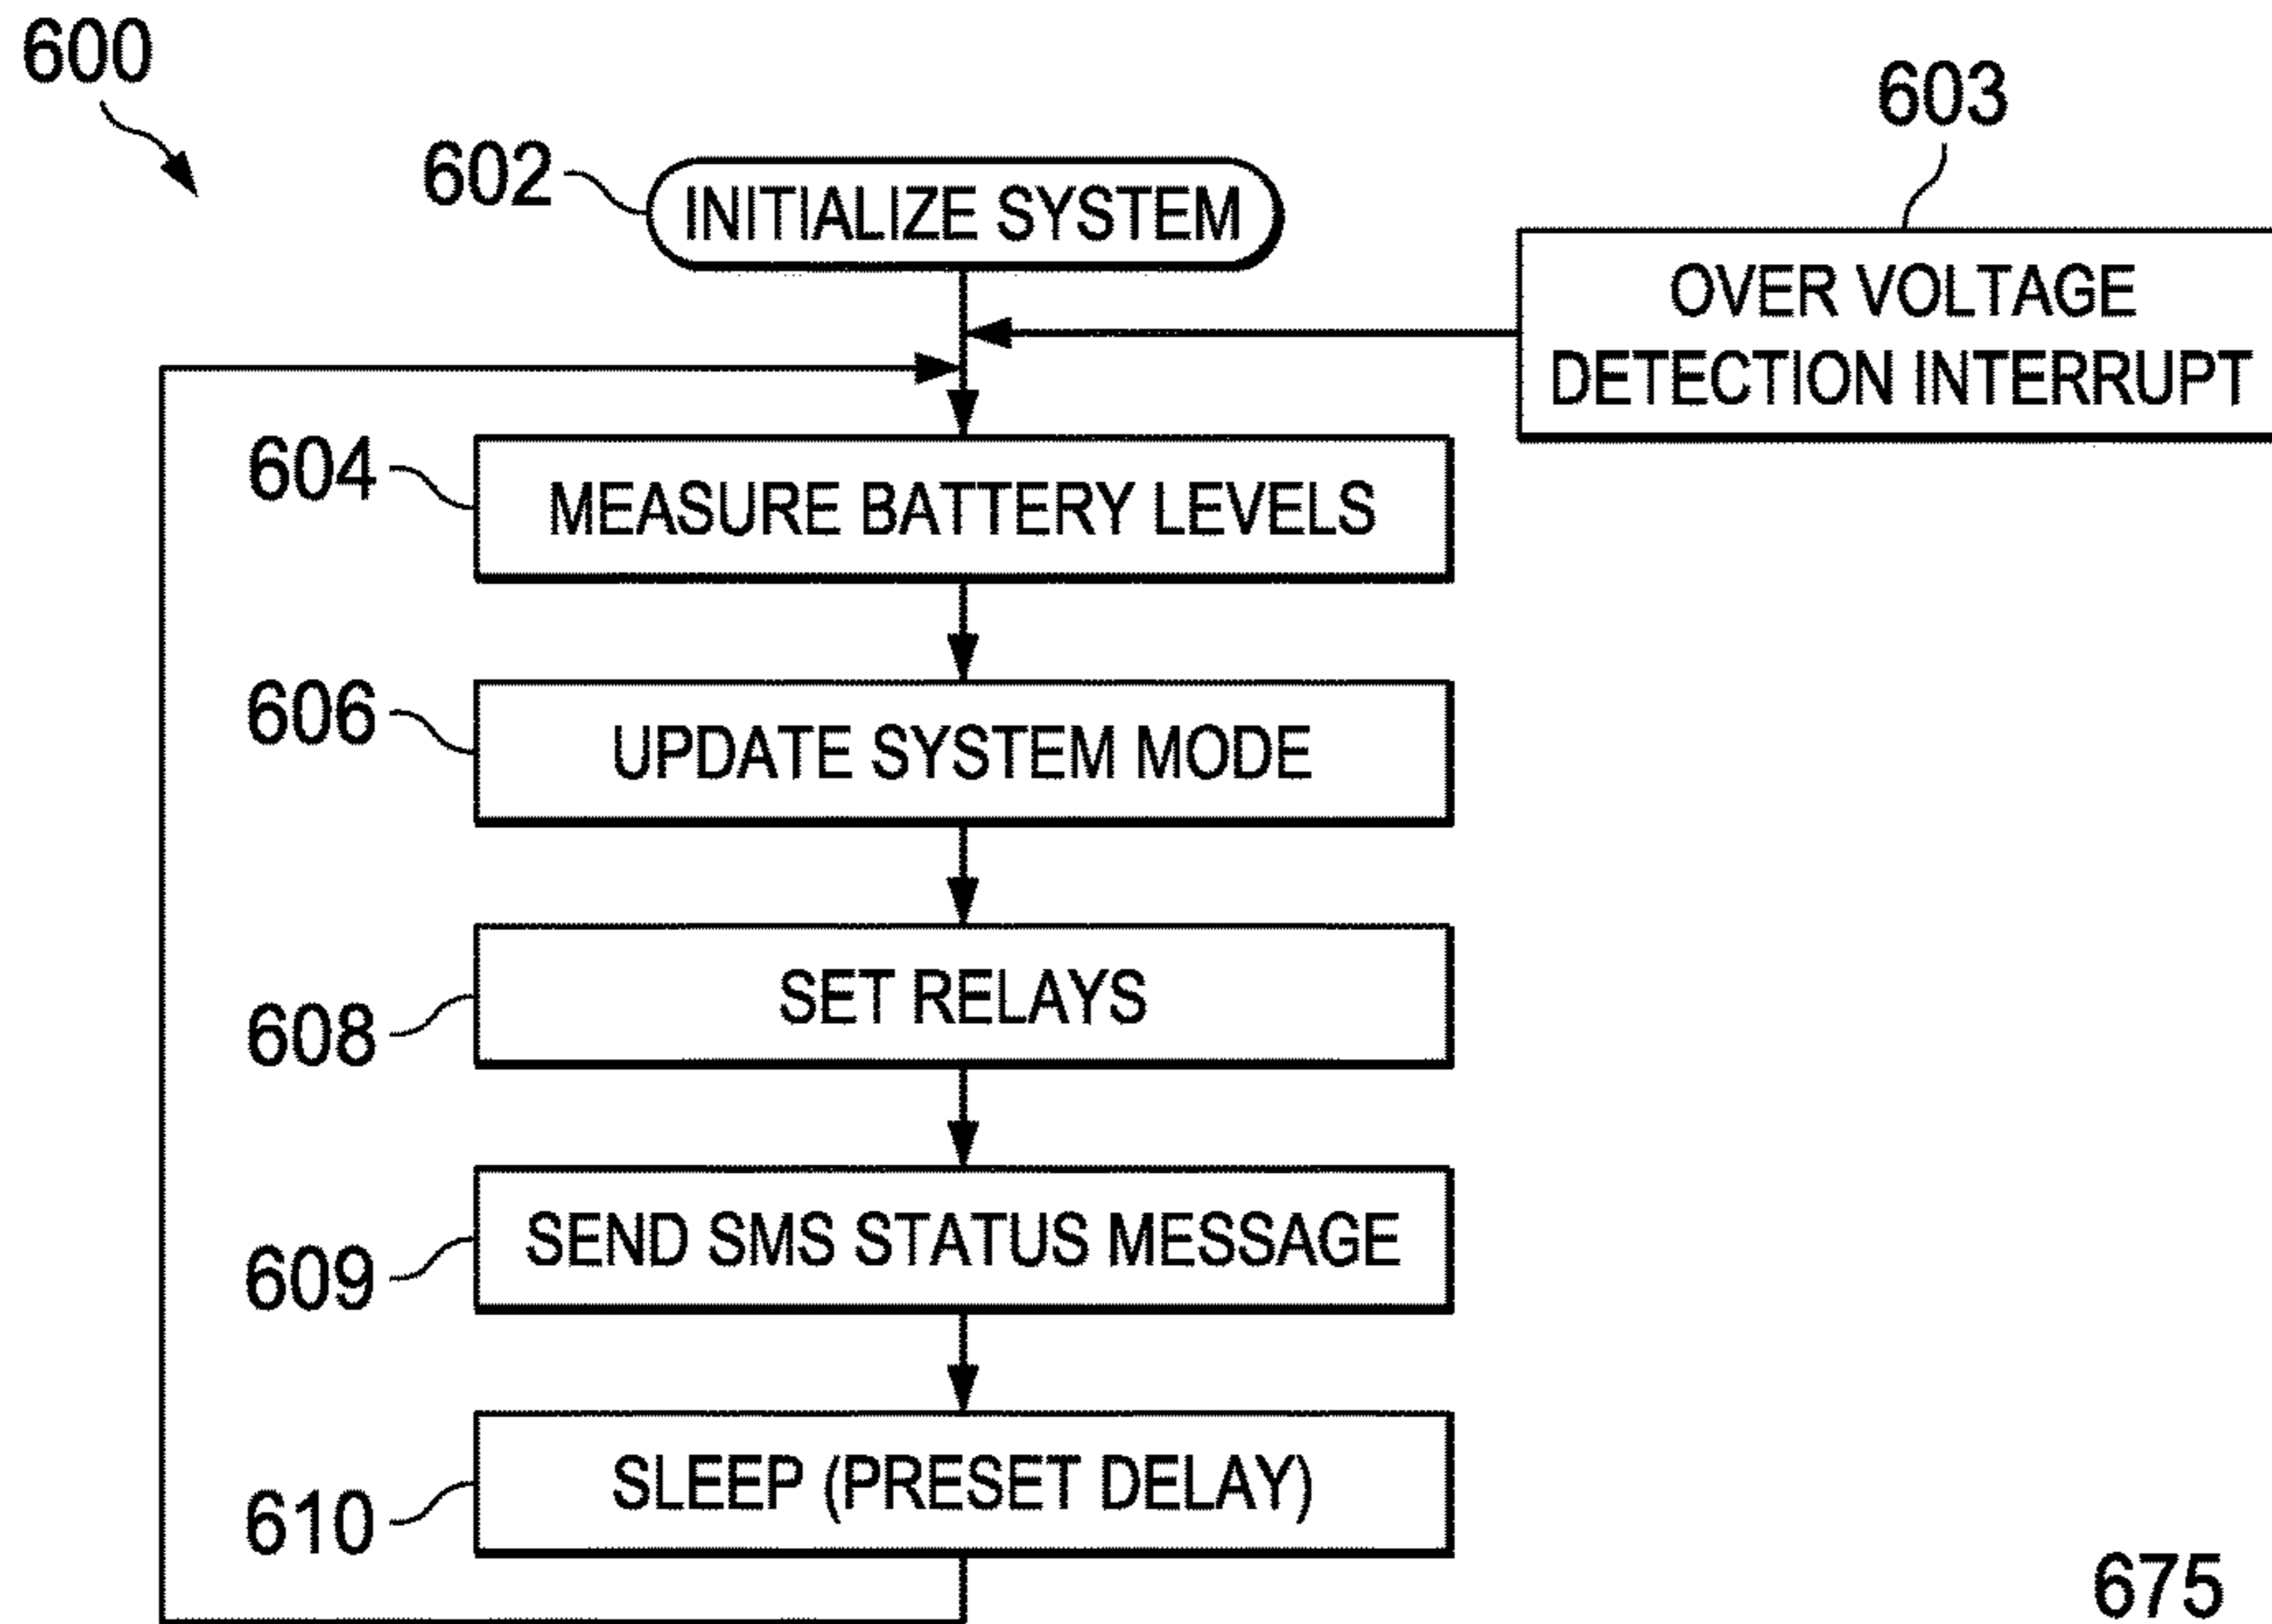 600
603
602
INITIALIZE SYSTEM
OVER VOLTAGE
DETECTION INTERRUPT
604
MEASURE BATTERY LEVELS
606
UPDATE SYSTEM MODE
608
SET RELAYS
609
SEND SMS STATUS MESSAGE
610
SLEEP (PRESET DELAY)
675